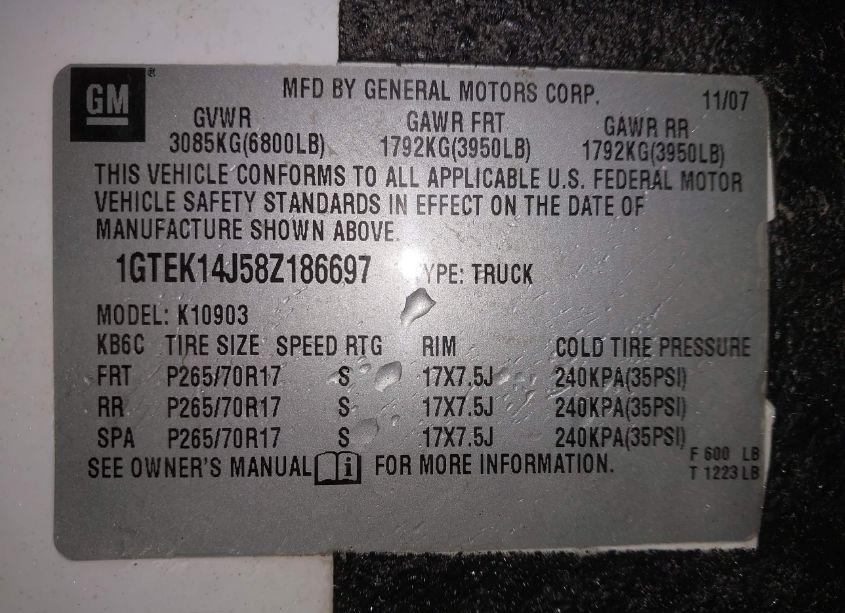 GM ®
MFD BY GENERAL MOTORS CORP. 11/07
GVWR GAWR FRT GAWR RR
3085KG(6800LB) 1792KG(3950LB) 1792KG(3950LB)
THIS VEHICLE CONFORMS TO ALL APPLICABLE U.S. FEDERAL MOTOR
VEHICLE SAFETY STANDARDS IN EFFECT ON THE DATE OF
MANUFACTURE SHOWN ABOVE.
1GTEK14J58Z186697 YPE: TRUCK
MODEL: K10903
KB6C TIRE SIZE SPEED RTG RIM COLD TIRE PRESSURE
FRT P265/70R17 S 17X7.5J 240KPA(35PSI)
RR P265/70R17 S 17X7.5J 240KPA(35PSI)
SPA P265/70R17 S 17X7.5J 240KPA(35PSI)
SEE OWNER'S MANUAL i FOR MORE INFORMATION.
F 600 LB
T 1223 LB